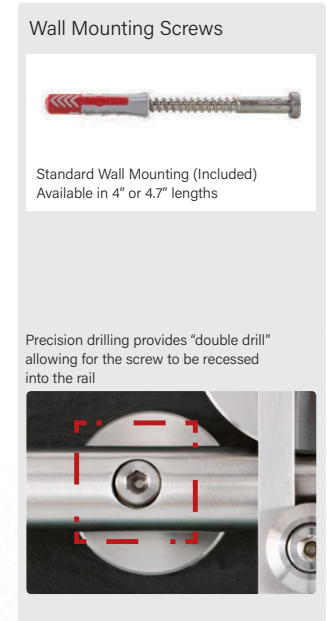 Wall Mounting Screws
Standard Wall Mounting (Included)
Available in 4” or 4.7” lengths
Precision drilling provides “double drill”
allowing for the screw to be recessed
into the rail